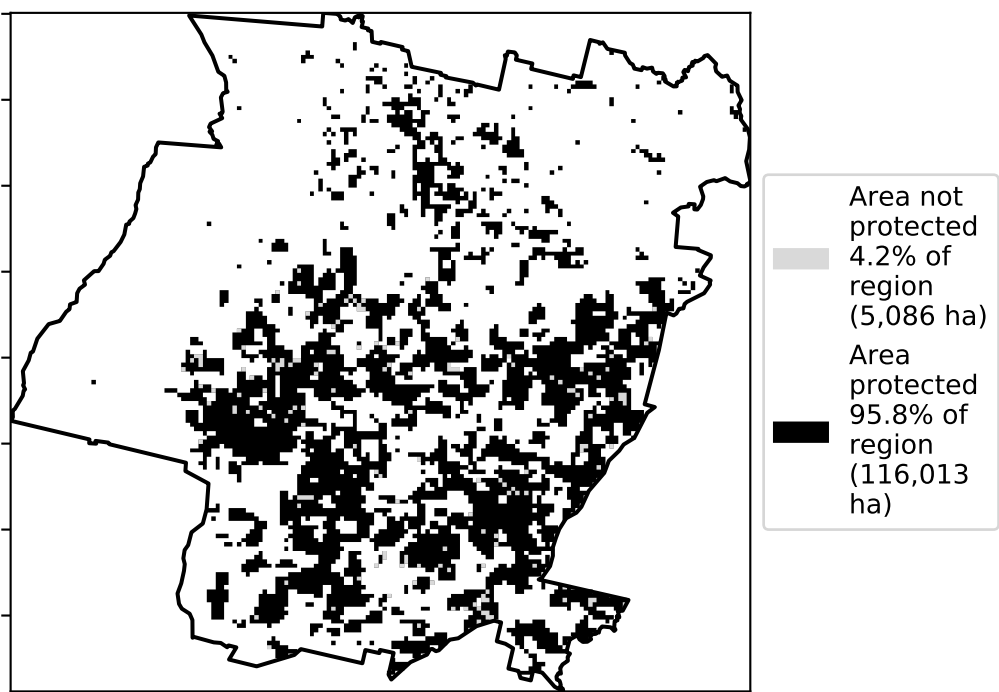 Area not
protected
4.2% of
region
(5,086 ha)
Area
protected
95.8% of
region
(116,013
ha)